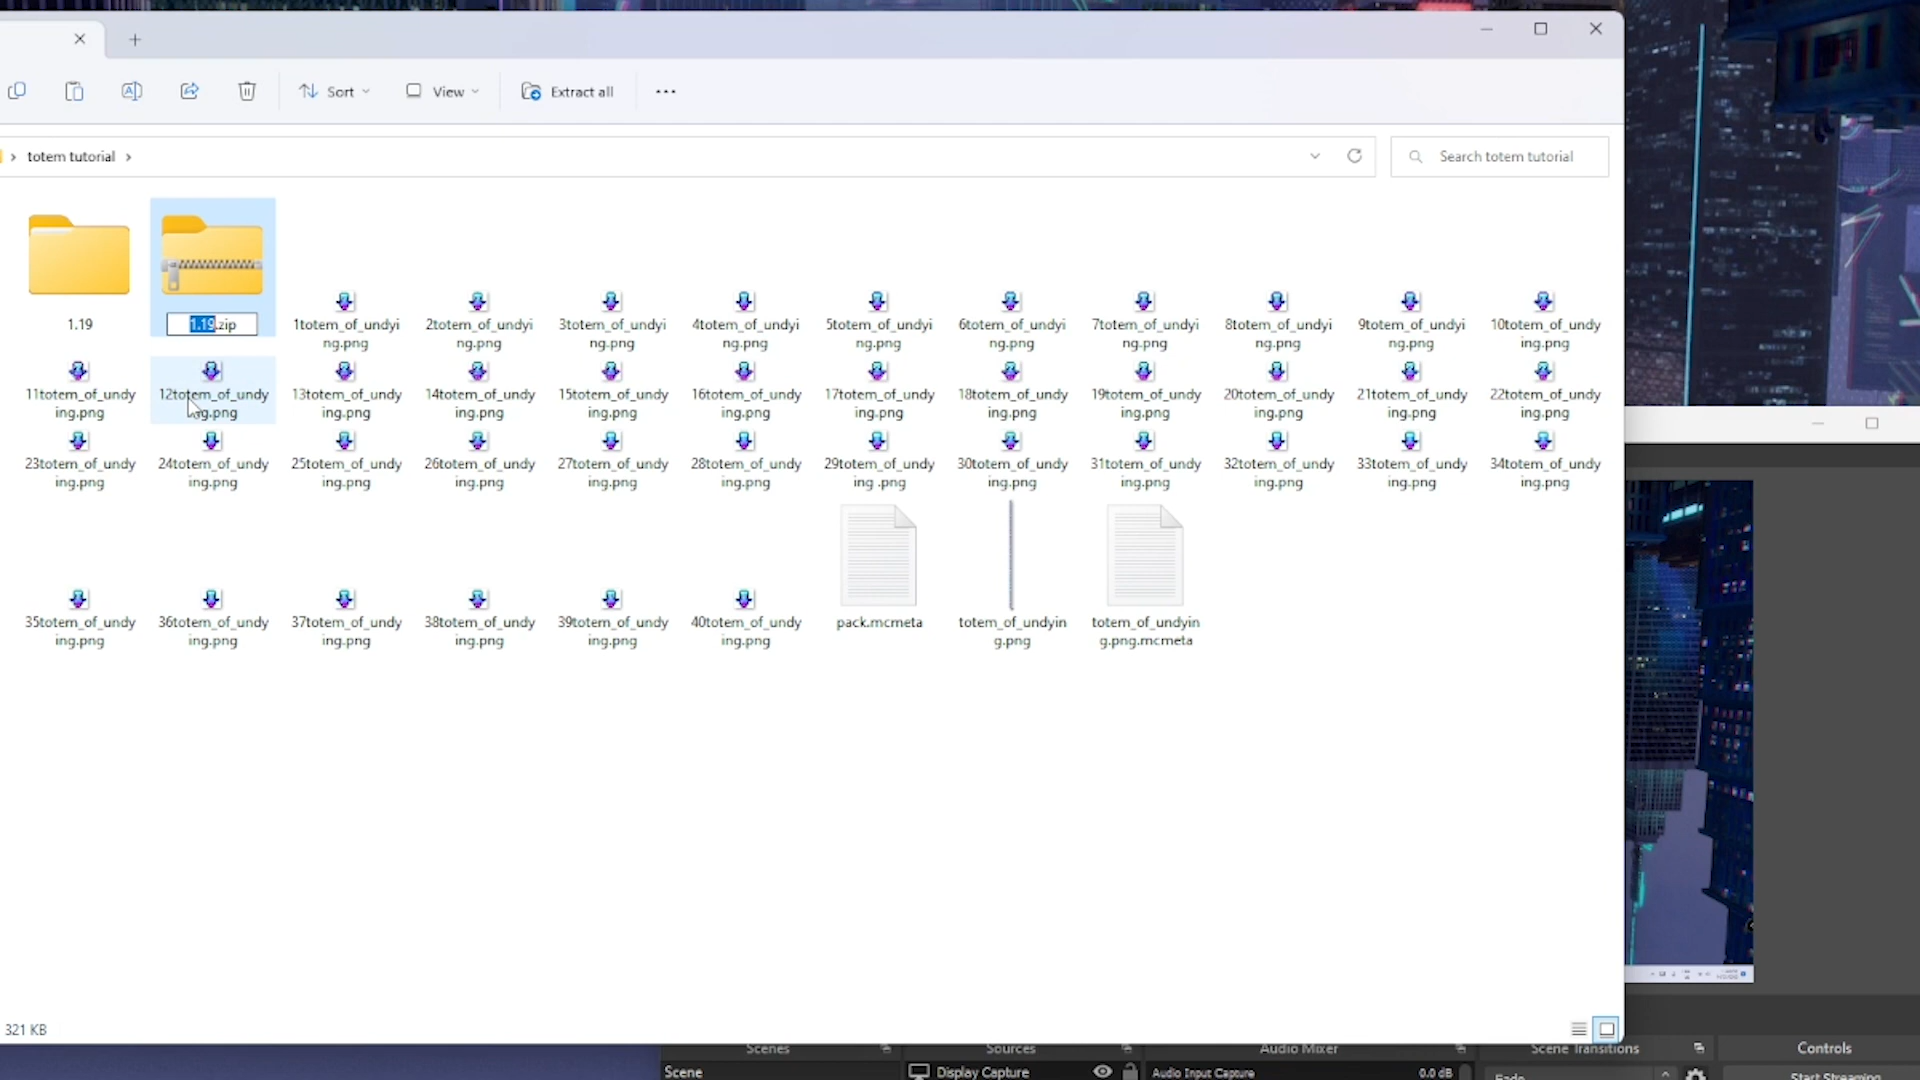 Sort
View
Extract all
totem tutorial
Search totem tutorial
1.19
1.19.zip
1totem_of_undyi
ng.png
2totem_of_undyi
ng.png
3totem_of_undyi
ng.png
4totem_of_undyi
ng.png
5totem_of_undyi
ng.png
6totem_of_undyi
ng.png
7totem_of_undyi
ng.png
8totem_of_undyi
ng.png
9totem_of_undyi
ng.png
10totem_of_undy
ing.png
11totem_of_undy
ing.png
12totem_of_undy
ing.png
13totem_of_undy
ing.png
14totem_of_undy
ing.png
15totem_of_undy
ing.png
16totem_of_undy
ing.png
17totem_of_undy
ing.png
18totem_of_undy
ing.png
19totem_of_undy
ing.png
20totem_of_undy
ing.png
21totem_of_undy
ing.png
22totem_of_undy
ing.png
23totem_of_undy
ing.png
24totem_of_undy
ing.png
25totem_of_undy
ing.png
26totem_of_undy
ing.png
27totem_of_undy
ing.png
28totem_of_undy
ing.png
29totem_of_undy
ing .png
30totem_of_undy
ing.png
31totem_of_undy
ing.png
32totem_of_undy
ing.png
33totem_of_undy
ing.png
34totem_of_undy
ing.png
35totem_of_undy
ing.png
36totem_of_undy
ing.png
37totem_of_undy
ing.png
38totem_of_undy
ing.png
39totem_of_undy
ing.png
40totem_of_undy
ing.png
pack.mcmeta
totem_of_undyin
g.png
totem_of_undyin
g.png.mcmeta
321 KB
Scenes
Sources
Audio Mixer
Scene Transitions
Controls
Scene
Display Capture
Audio Input Capture
0.0 dB
Fade
Start Streaming